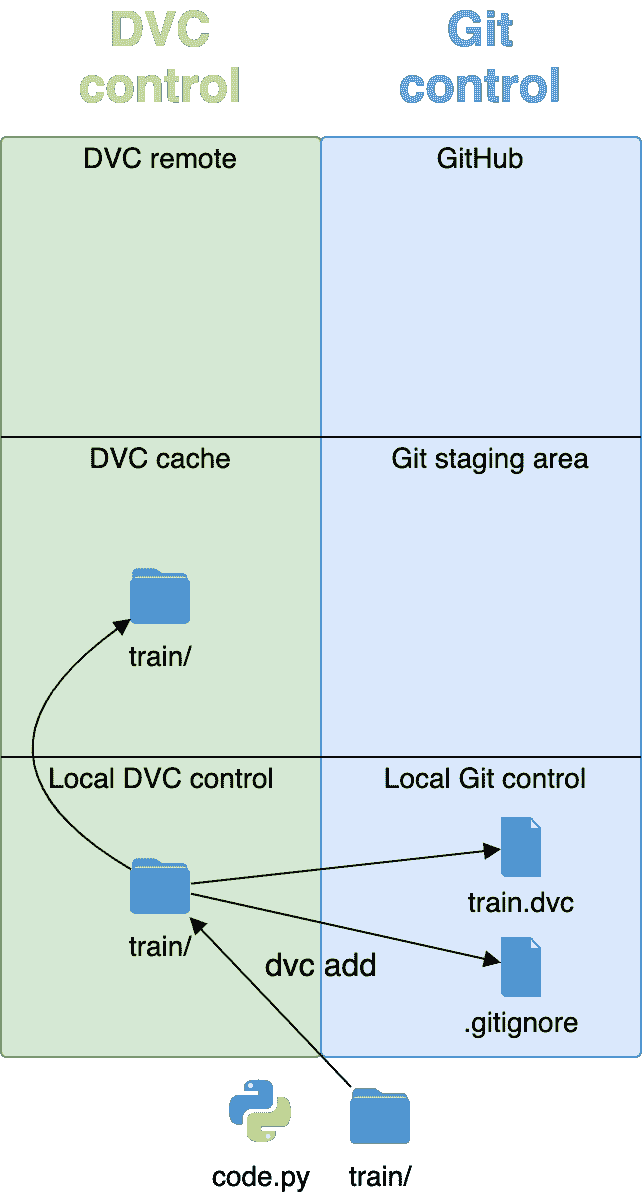 DVC
control
Git
control
DVC remote
GitHub
DVC cache
Git staging area
train/
Local DVC control
Local Git control
train.dvc
train/
dvc add
.gitignore
code.py
train/